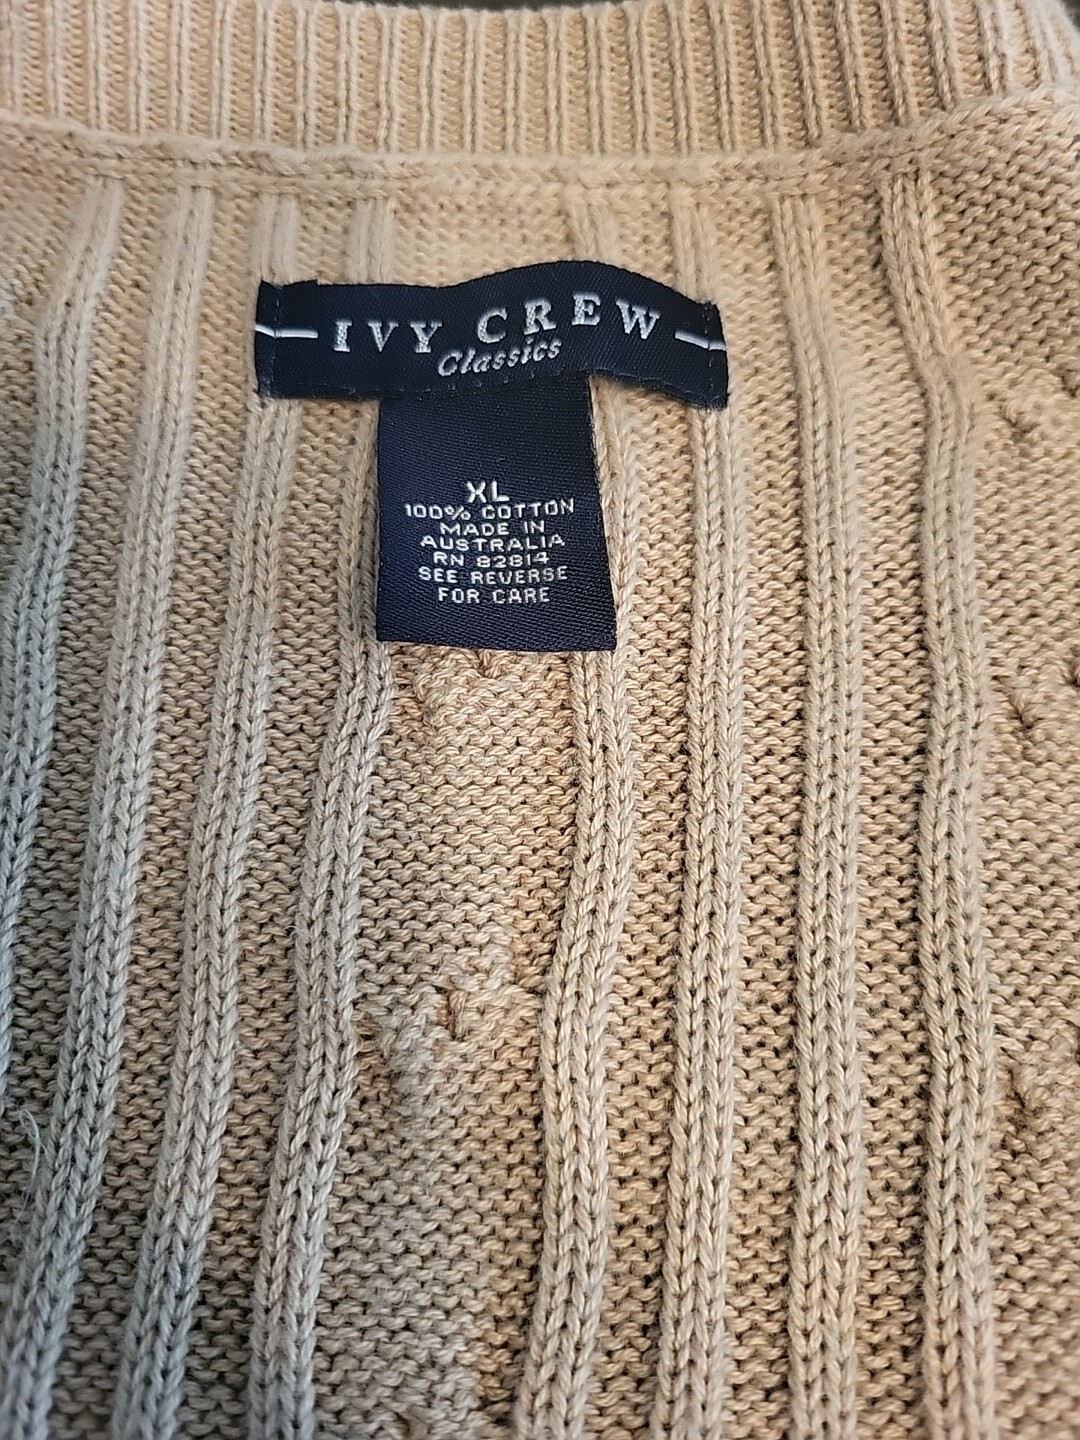 IVY CREW
Classics
XL
100% COTTON
MADE IN
AUSTRALIA
RN 82814
SEE REVERSE
FOR CARE